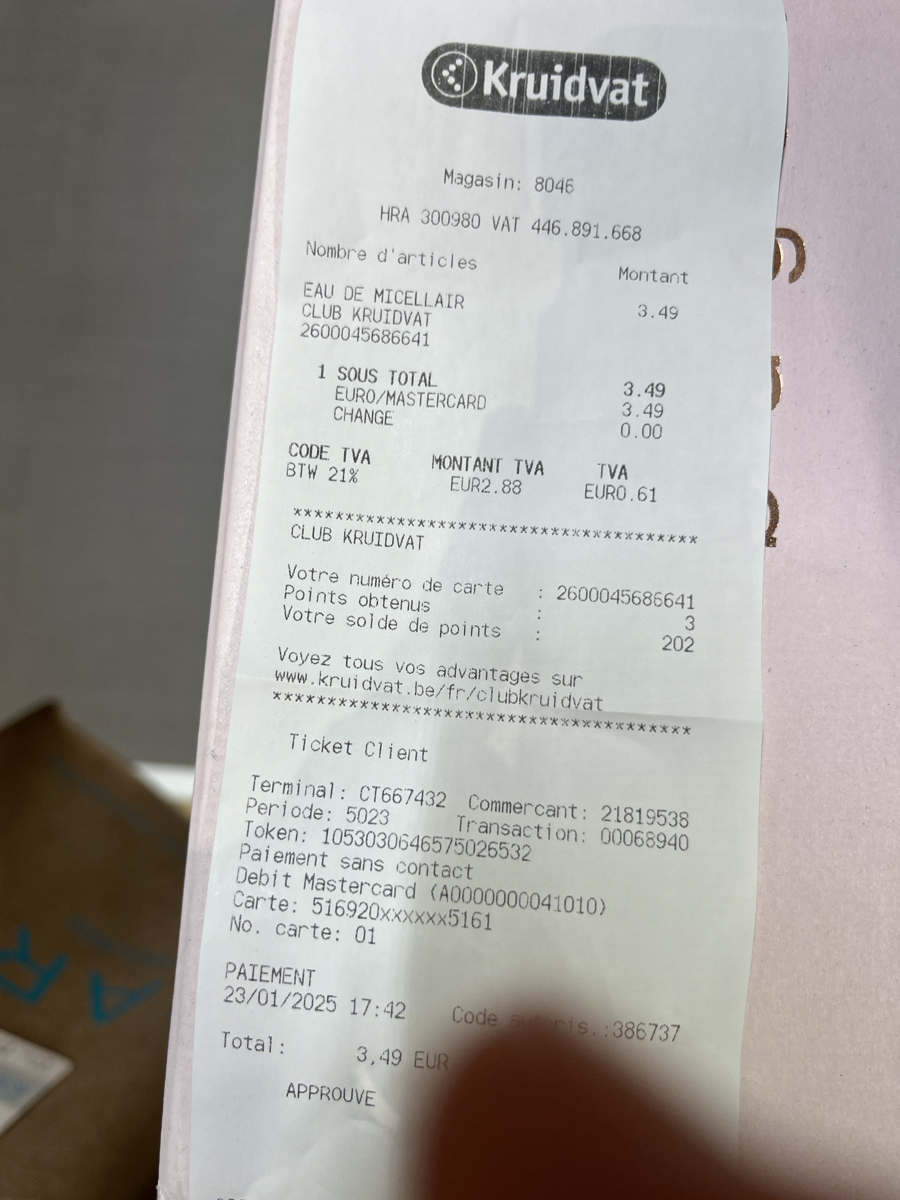 Kruidvat
Magasin: 8046
HRA 300980 VAT 446.891.668
Nombre d'articles Montant
EAU DE MICELLAIR 3.49
CLUB KRUIDVAT
2600045686641
1 SOUS TOTAL 3.49
EURO/MASTERCARD 3.49
CHANGE 0.00
CODE TVA MONTANT TVA TVA
BTW 21% EUR2.88 EUR0.61
****************************************
CLUB KRUIDVAT
Votre numéro de carte : 2600045686641
Points obtenus : 3
Votre solde de points : 202
Voyez tous vos advantages sur
www.kruidvat.be/fr/clubkruidvat
****************************************
Ticket Client
Terminal: CT667432 Commercant: 21819538
Periode: 5023 Transaction: 00068940
Token: 1053030646575026532
Paiement sans contact
Debit Mastercard (A0000000041010)
Carte: 516920xxxxxx5161
No. carte: 01
PAIEMENT
23/01/2025 17:42 Code autoris.:386737
Total: 3,49 EUR
APPROUVE